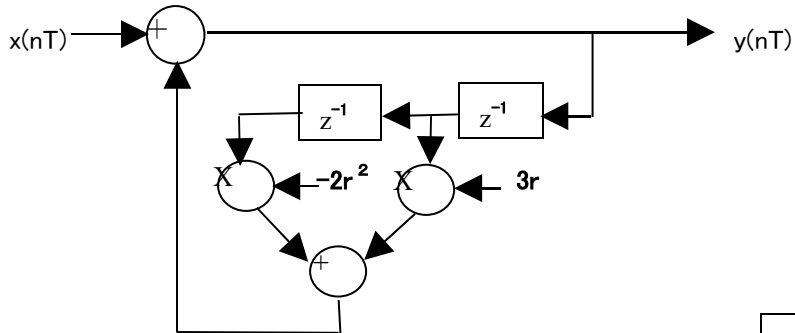 +
x(nT)
y(nT)
z⁻¹
z⁻¹
X
-2r²
X
3r
+